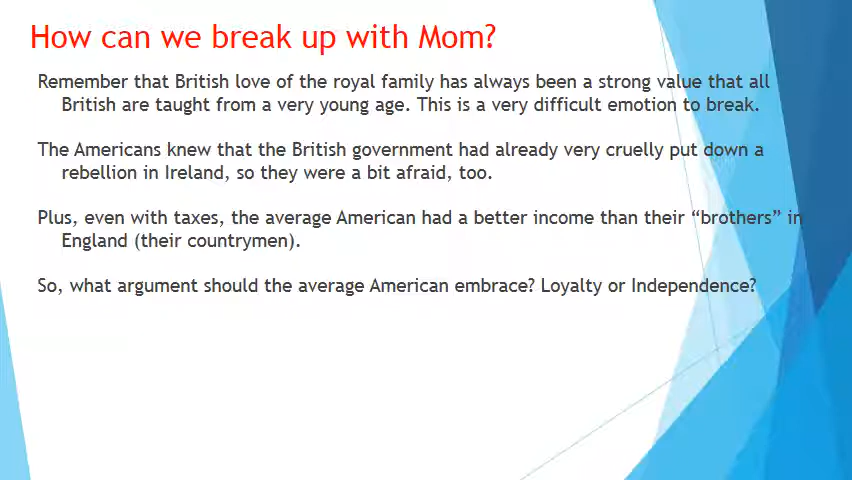 How can we break up with Mom?
Remember that British love of the royal family has always been a strong value that all
British are taught from a very young age. This is a very difficult emotion to break.
The Americans knew that the British government had already very cruelly put down a
rebellion in Ireland, so they were a bit afraid, too.
Plus, even with taxes, the average American had a better income than their “brothers” in
England (their countrymen).
So, what argument should the average American embrace? Loyalty or Independence?